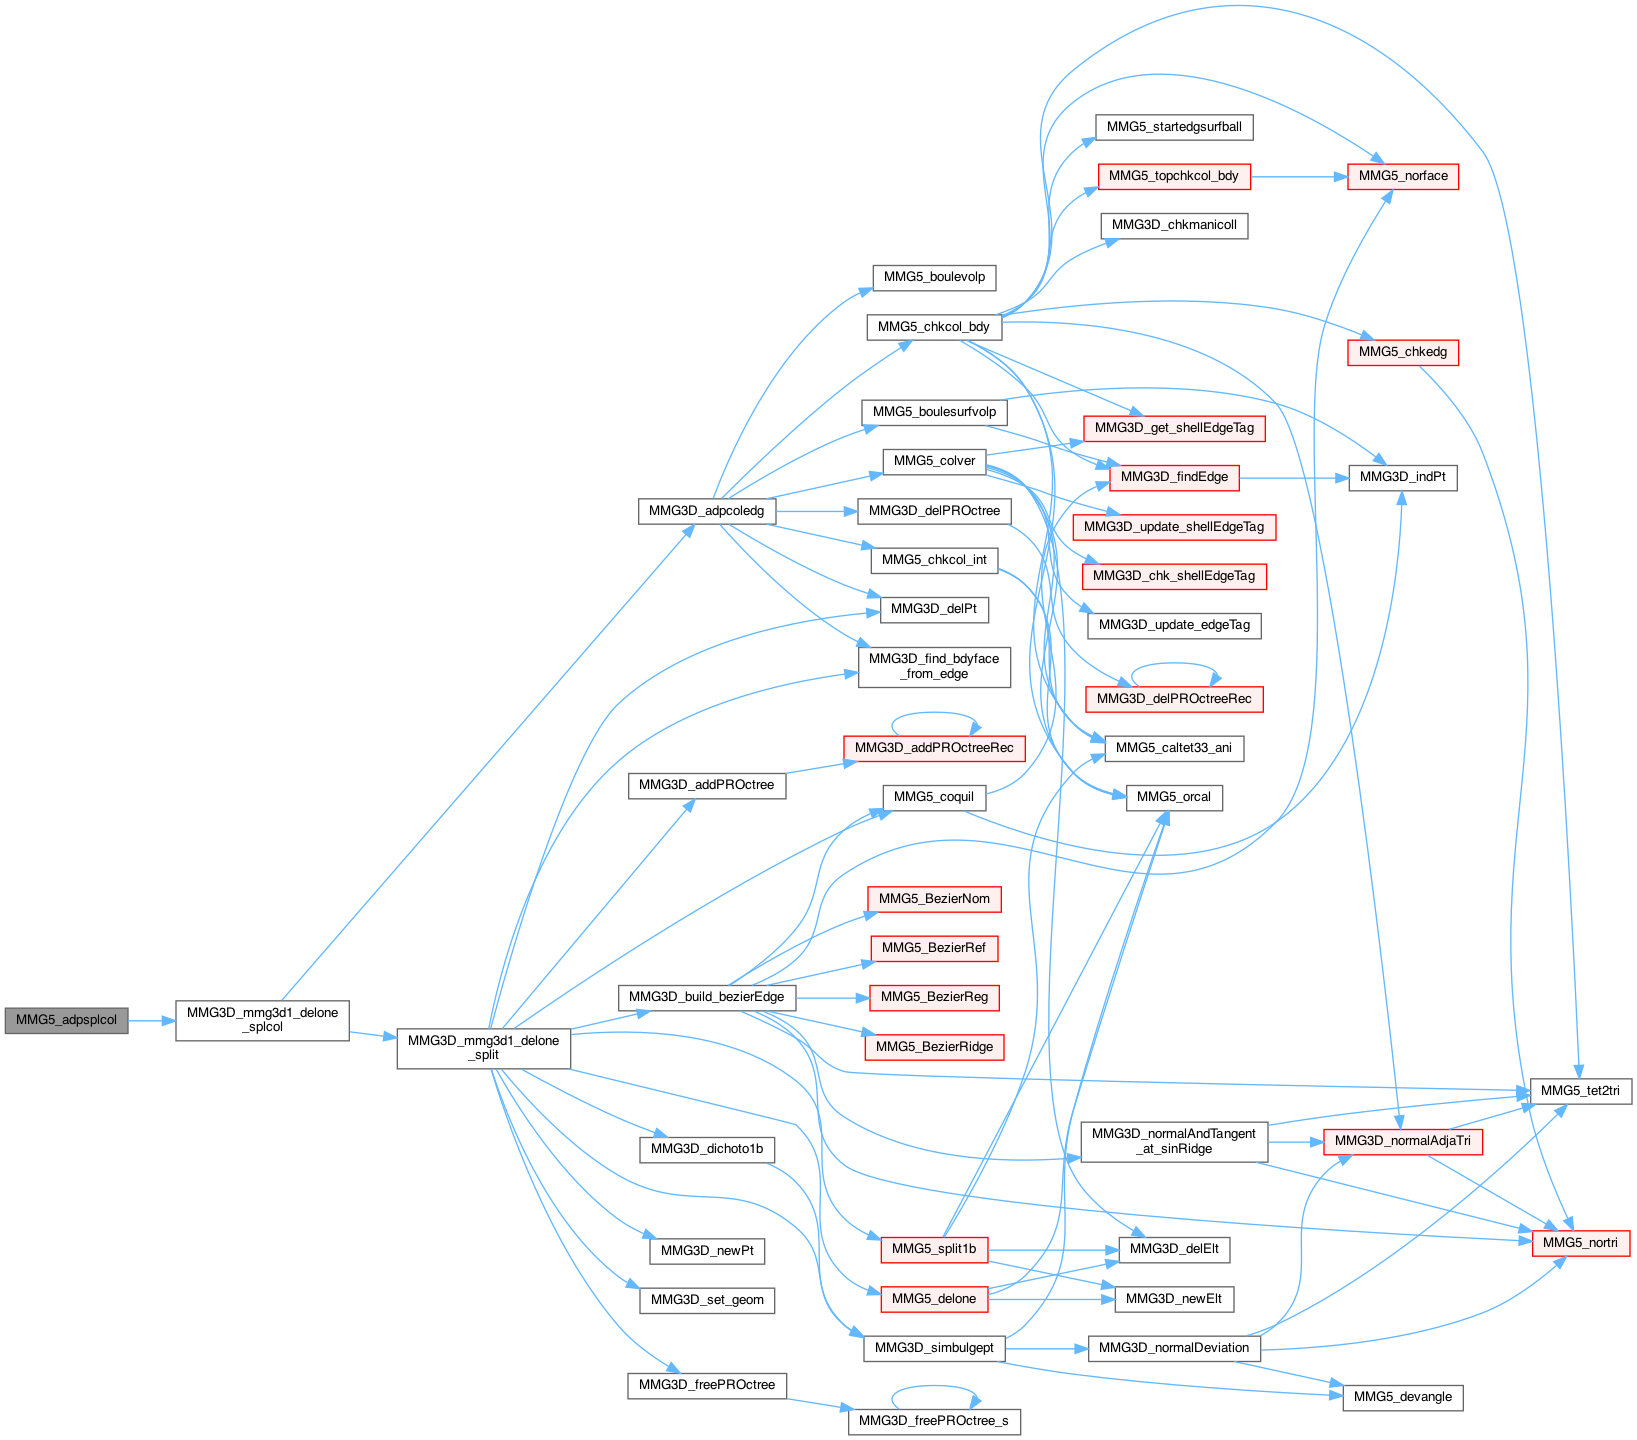 MMG5_adpsplcol
MMG3D_mmg3d1_delone
_splcol
MMG3D_adpcoledg
MMG3D_mmg3d1_delone
_split
MMG5_boulevolp
MMG5_chkcol_bdy
MMG5_boulesurfvolp
MMG5_colver
MMG3D_delPROctree
MMG5_chkcol_int
MMG3D_delPt
MMG3D_find_bdyface
_from_edge
MMG5_startedgsurfball
MMG5_topchkcol_bdy
MMG5_norface
MMG3D_chkmanicoll
MMG5_chkedg
MMG3D_get_shellEdgeTag
MMG3D_findEdge
MMG3D_indPt
MMG3D_update_shellEdgeTag
MMG3D_chk_shellEdgeTag
MMG3D_update_edgeTag
MMG3D_delPROctreeRec
MMG5_caltet33_ani
MMG5_orcal
MMG3D_addPROctree
MMG3D_addPROctreeRec
MMG5_coquil
MMG3D_build_bezierEdge
MMG5_BezierNom
MMG5_BezierRef
MMG5_BezierReg
MMG5_BezierRidge
MMG5_tet2tri
MMG3D_normalAndTangent
_at_sinRidge
MMG3D_normalAdjaTri
MMG5_nortri
MMG3D_dichoto1b
MMG3D_newPt
MMG3D_set_geom
MMG5_split1b
MMG5_delone
MMG3D_delElt
MMG3D_newElt
MMG3D_simbulgept
MMG3D_normalDeviation
MMG5_devangle
MMG3D_freePROctree
MMG3D_freePROctree_s